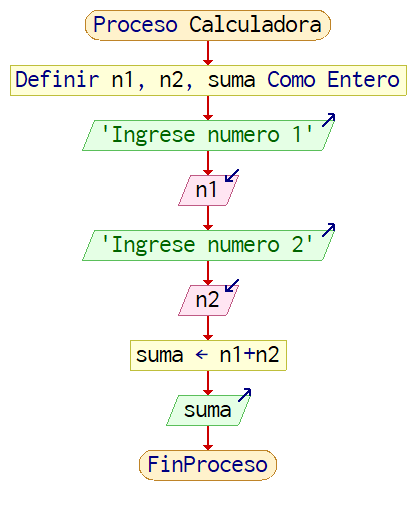 Proceso Calculadora
Definir n1, n2, suma Como Entero
'Ingrese numero 1'
n1
'Ingrese numero 2'
n2
suma ← n1+n2
suma
FinProceso